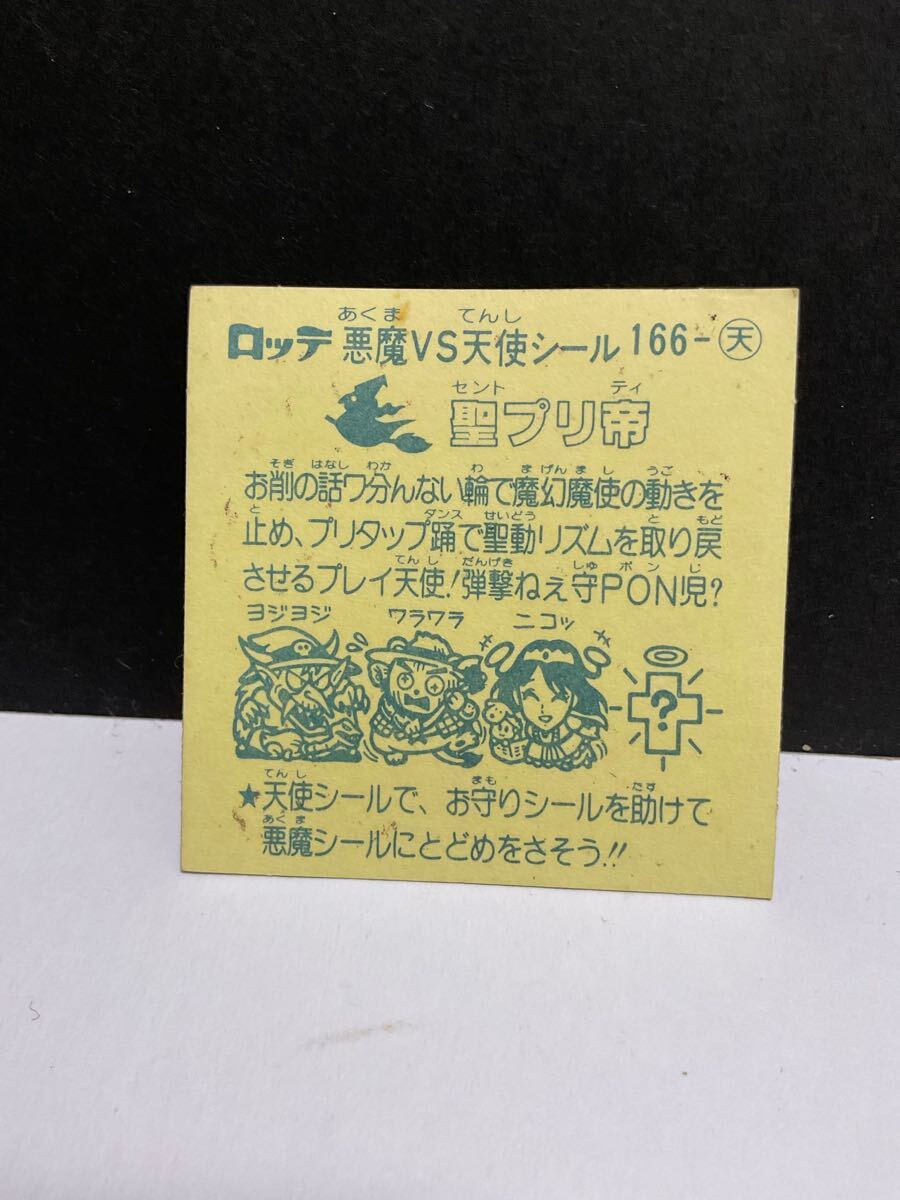 ロッテ 悪魔VS天使シール 166-天
あくま てんし
聖プリ帝
セント ティ
お削の話ワ分んない輪で魔幻魔使の動きを
そぎ はなし わか わ まげんまし うご
止め、プリタップ踊で聖動リズムを取り戻
と ダンス せいどう と もど
させるプレイ天使!弾撃ねえ守PON児?
てんし だんげき しゅ ポン じ
ヨジヨジ ワラワラ ニコッ
?
★天使シールで、お守りシールを助けて
てんし まも たす
悪魔シールにとどめをさそう!!
あくま